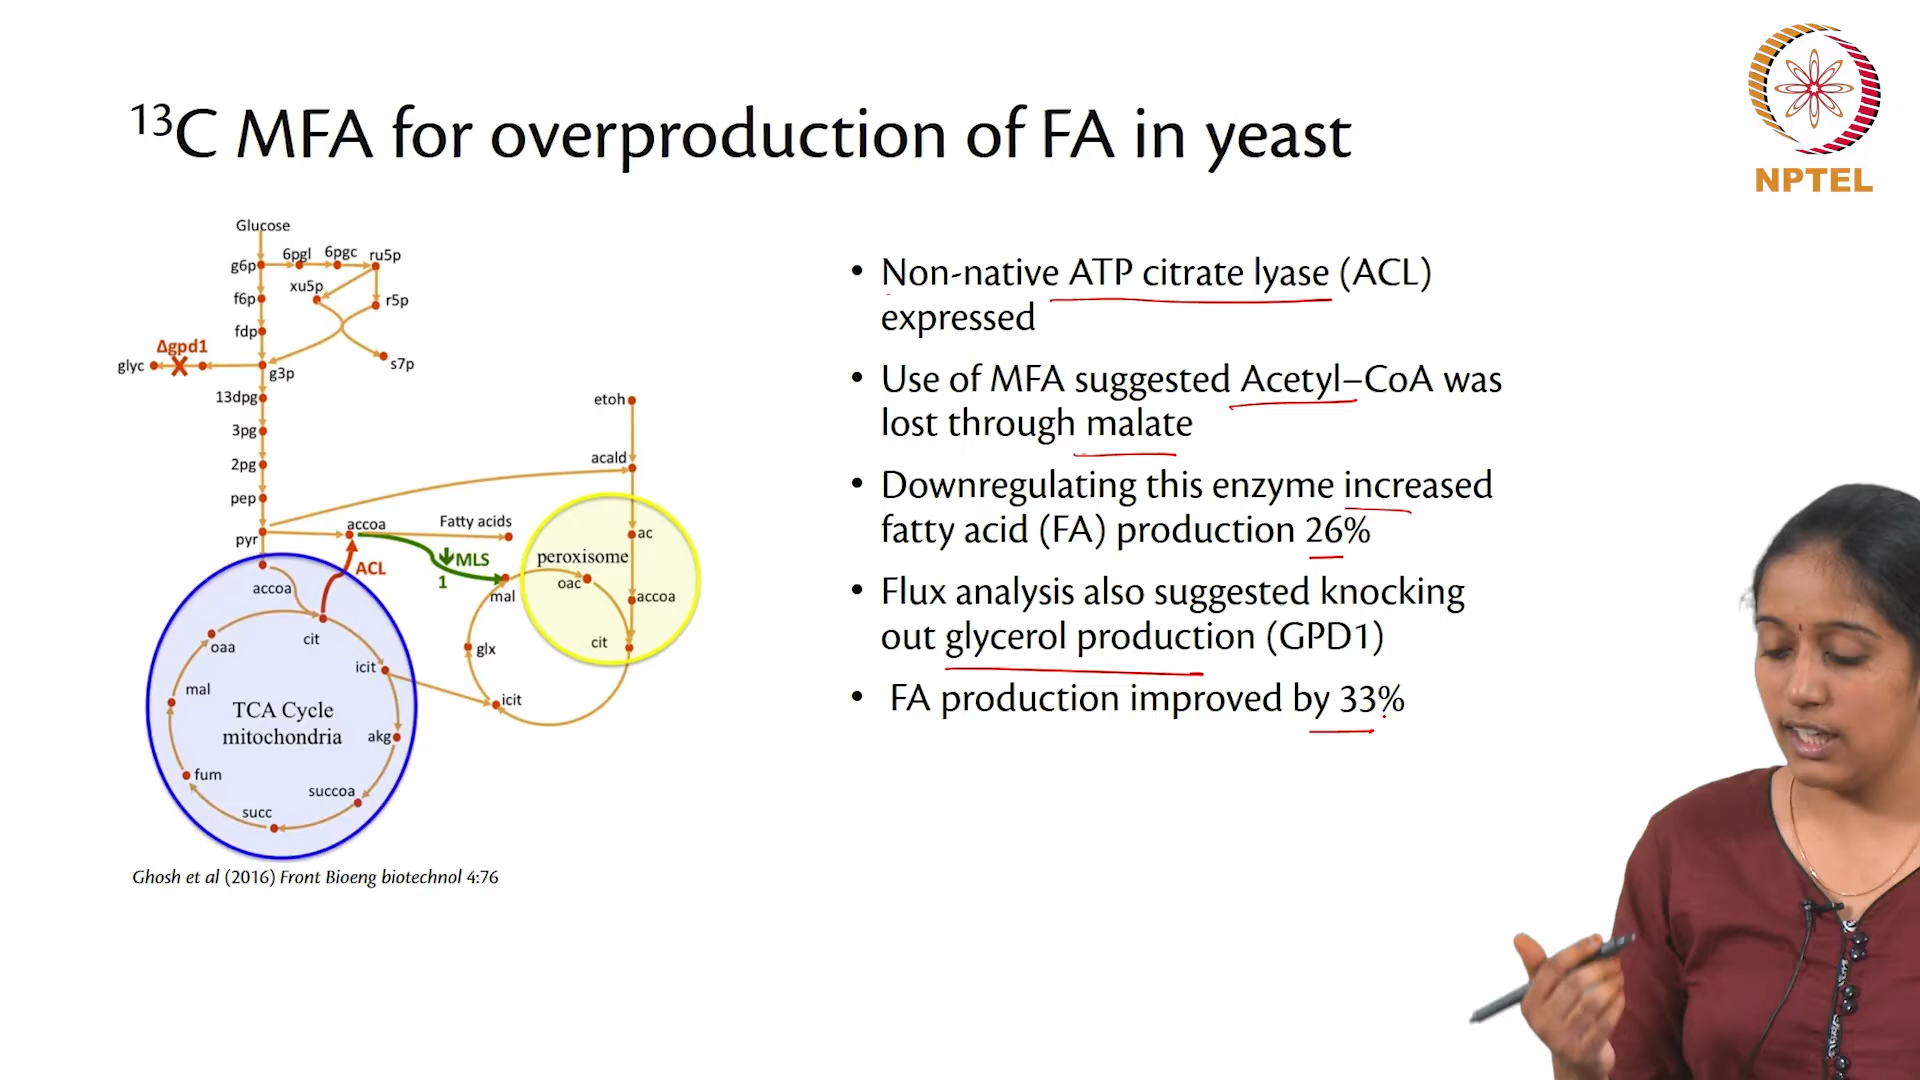 ¹³C MFA for overproduction of FA in yeast
NPTEL
Glucose
g6p
6pgl
6pgc
ru5p
xu5p
r5p
f6p
fdp
Δgpd1
glyc
g3p
s7p
13dpg
3pg
2pg
pep
pyr
etoh
acald
accoa
Fatty acids
ac
peroxisome
MLS
1
ACL
oac
accoa
mal
accoa
cit
cit
oaa
glx
icit
icit
mal
TCA Cycle
mitochondria
akg
fum
succoa
succ
Ghosh et al (2016) Front Bioeng biotechnol 4:76
• Non-native ATP citrate lyase (ACL)
expressed
• Use of MFA suggested Acetyl–CoA was
lost through malate
• Downregulating this enzyme increased
fatty acid (FA) production 26%
• Flux analysis also suggested knocking
out glycerol production (GPD1)
• FA production improved by 33%